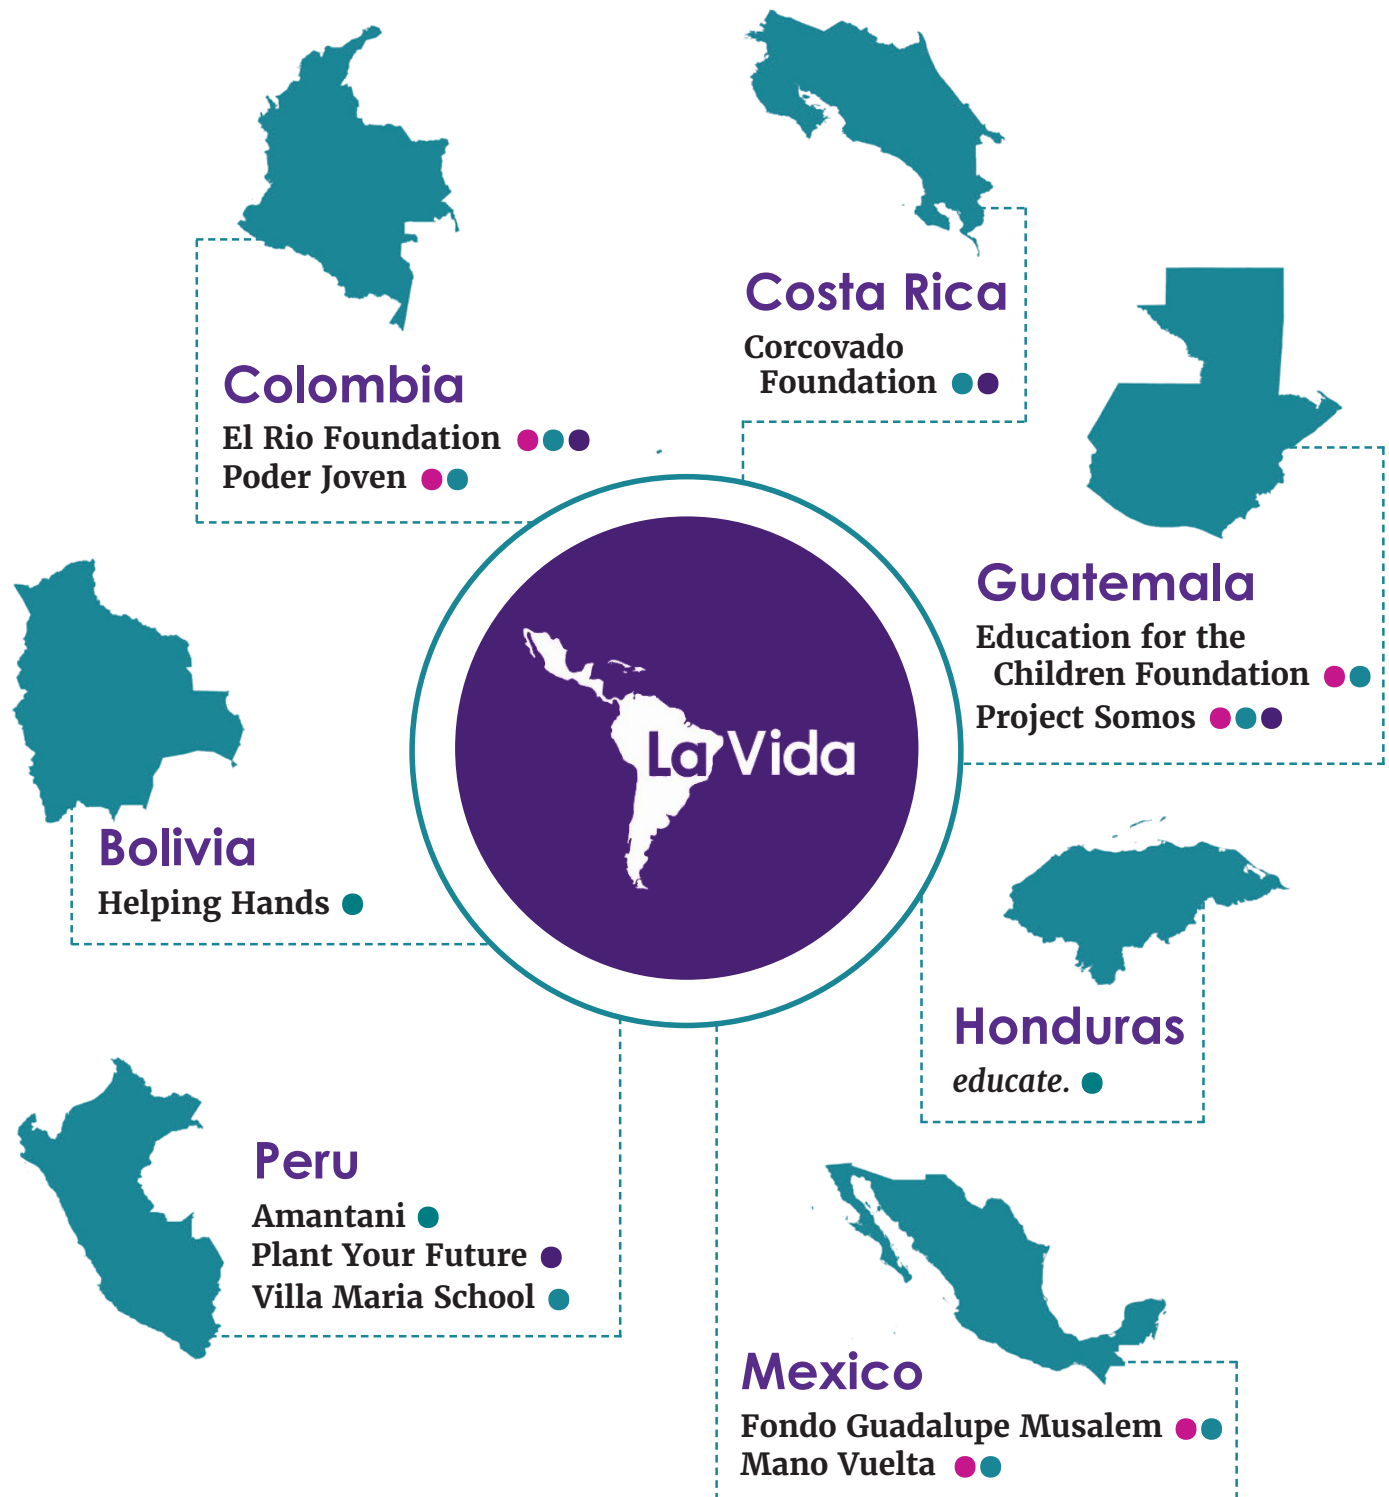 Colombia
El Rio Foundation
Poder Joven
Costa Rica
Corcovado
Foundation
Guatemala
Education for the
Children Foundation
Project Somos
La Vida
Bolivia
Helping Hands
Honduras
educate.
Peru
Amantani
Plant Your Future
Villa Maria School
Mexico
Fondo Guadalupe Musalem
Mano Vuelta